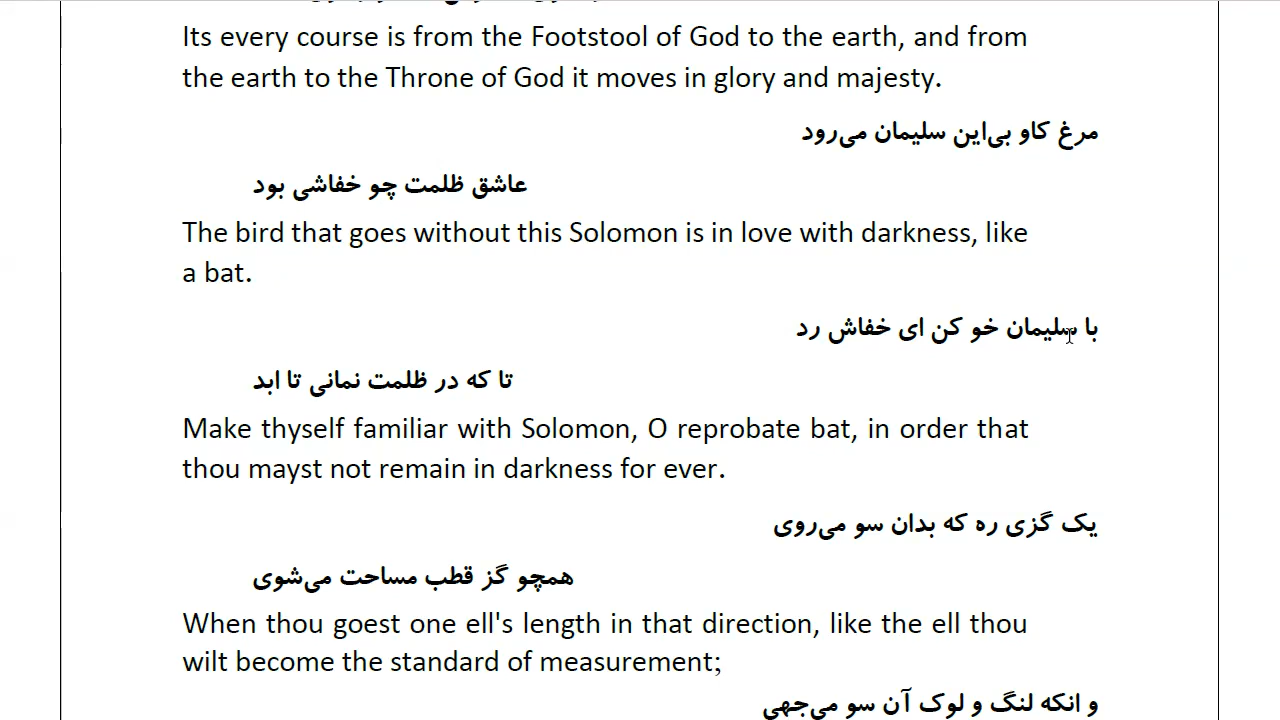 Its every course is from the Footstool of God to the earth, and from
the earth to the Throne of God it moves in glory and majesty.
مرغ کاو بی‌این سلیمان می‌رود
عاشق ظلمت چو خفاشی بود
The bird that goes without this Solomon is in love with darkness, like
a bat.
با سلیمان خو کن ای خفاش رد
تا که در ظلمت نمانی تا ابد
Make thyself familiar with Solomon, O reprobate bat, in order that
thou mayst not remain in darkness for ever.
یک گزی ره که بدان سو می‌روی
همچو گز قطب مساحت می‌شوی
When thou goest one ell's length in that direction, like the ell thou
wilt become the standard of measurement;
و انکه لنگ و لوک آن سو می‌جهی